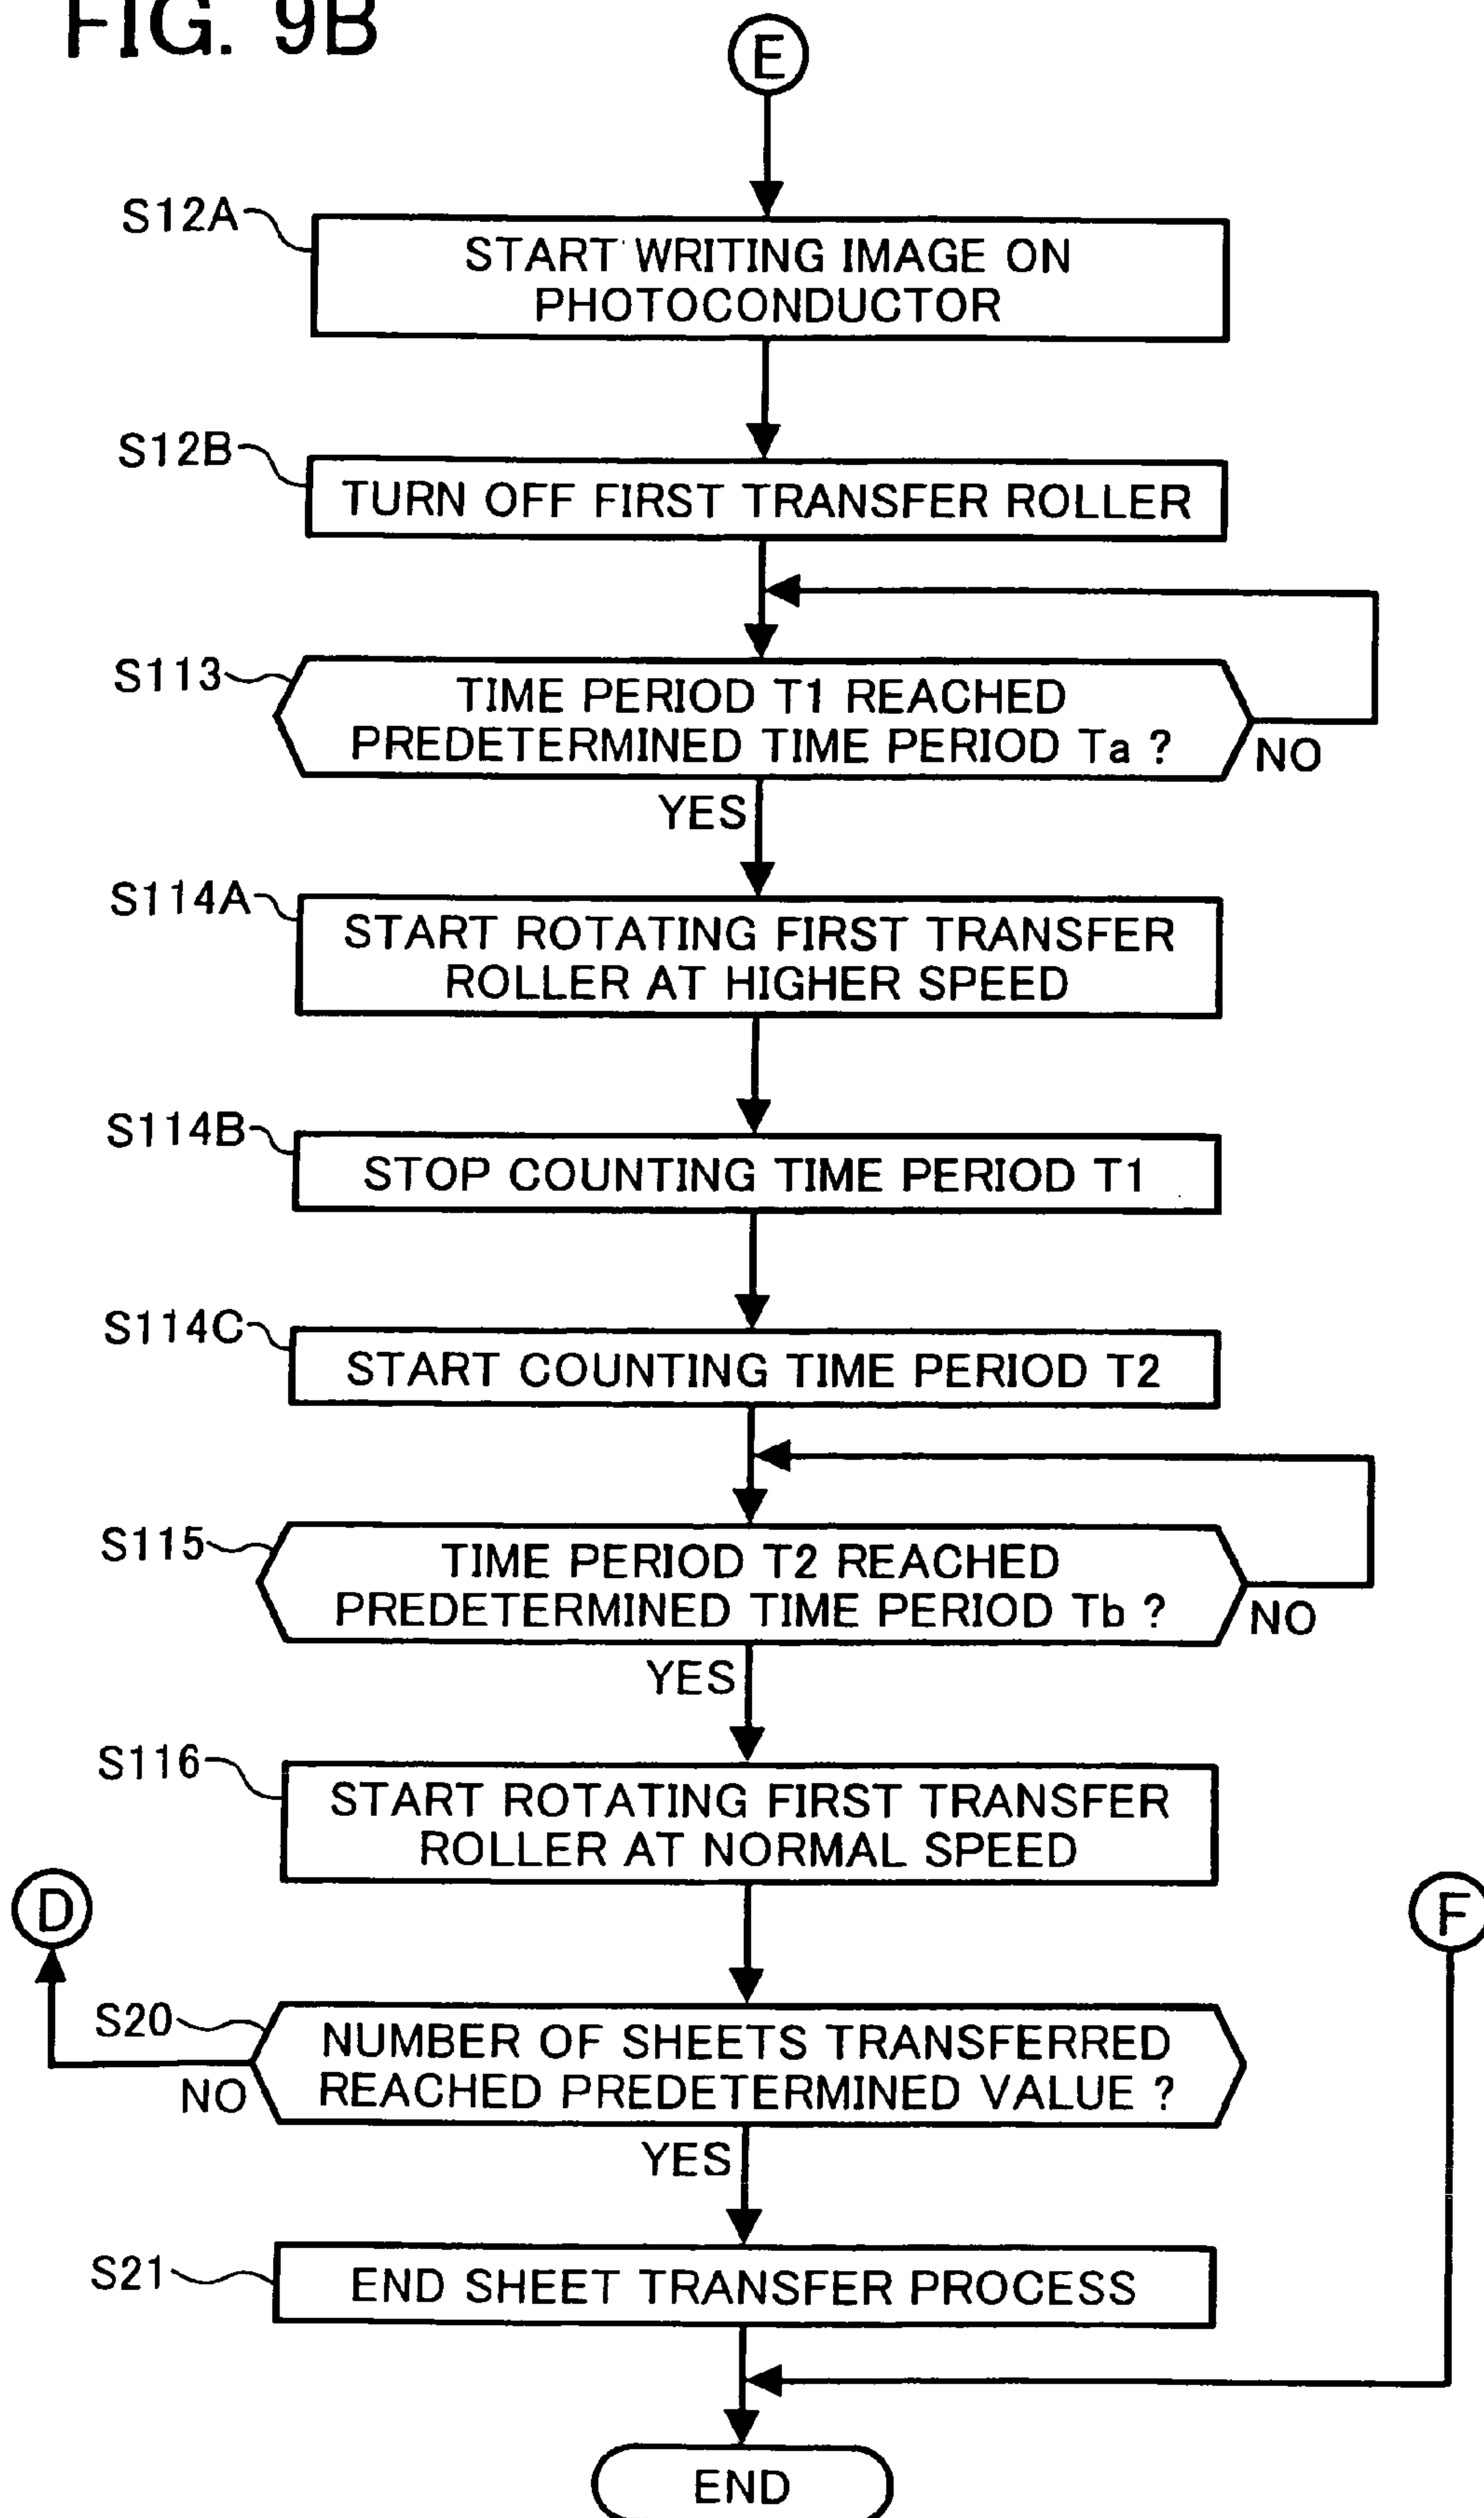 FIG. 9B
E
S12A
START WRITING IMAGE ON
PHOTOCONDUCTOR
S12B
TURN OFF FIRST TRANSFER ROLLER
S113
TIME PERIOD T1 REACHED
PREDETERMINED TIME PERIOD Ta ?
NO
YES
S114A
START ROTATING FIRST TRANSFER
ROLLER AT HIGHER SPEED
S114B
STOP COUNTING TIME PERIOD T1
S114C
START COUNTING TIME PERIOD T2
S115
TIME PERIOD T2 REACHED
PREDETERMINED TIME PERIOD Tb ?
NO
YES
S116
START ROTATING FIRST TRANSFER
ROLLER AT NORMAL SPEED
D
F
S20
NUMBER OF SHEETS TRANSFERRED
REACHED PREDETERMINED VALUE ?
NO
YES
S21
END SHEET TRANSFER PROCESS
END